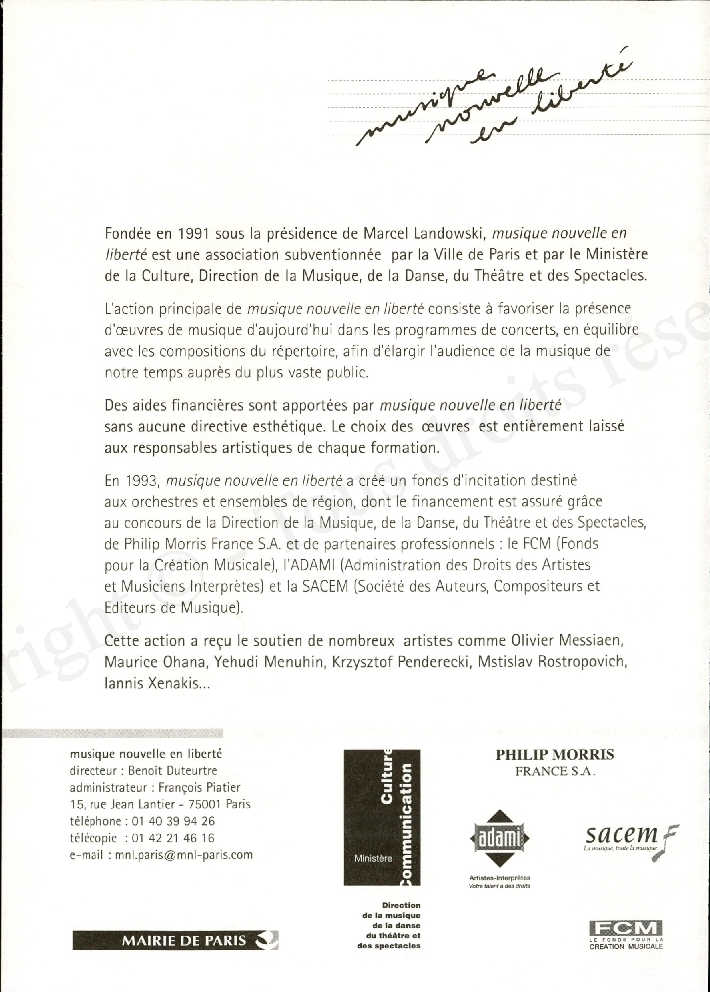 musique
nouvelle
en liberté
Fondée en 1991 sous la présidence de Marcel Landowski, musique nouvelle en
liberté est une association subventionnée par la Ville de Paris et par le Ministère
de la Culture, Direction de la Musique, de la Danse, du Théâtre et des Spectacles.
L'action principale de musique nouvelle en liberté consiste à favoriser la présence
d'œuvres de musique d'aujourd'hui dans les programmes de concerts, en équilibre
avec les compositions du répertoire, afin d'élargir l'audience de la musique de
notre temps auprès du plus vaste public.
Des aides financières sont apportées par musique nouvelle en liberté
sans aucune directive esthétique. Le choix des œuvres est entièrement laissé
aux responsables artistiques de chaque formation.
En 1993, musique nouvelle en liberté a créé un fonds d'incitation destiné
aux orchestres et ensembles de région, dont le financement est assuré grâce
au concours de la Direction de la Musique, de la Danse, du Théâtre et des Spectacles,
de Philip Morris France S.A. et de partenaires professionnels : le FCM (Fonds
pour la Création Musicale), l'ADAMI (Administration des Droits des Artistes
et Musiciens Interprètes) et la SACEM (Société des Auteurs, Compositeurs et
Editeurs de Musique).
Cette action a reçu le soutien de nombreux artistes comme Olivier Messiaen,
Maurice Ohana, Yehudi Menuhin, Krzysztof Penderecki, Mstislav Rostropovich,
Iannis Xenakis...
musique nouvelle en liberté
directeur : Benoît Duteurtre
administrateur : François Piatier
15, rue Jean Lantier - 75001 Paris
téléphone : 01 40 39 94 26
télécopie : 01 42 21 46 16
e-mail : mnl.paris@mnl-paris.com
MAIRIE DE PARIS
Culture
Communication
Ministère
Direction
de la musique
de la danse
du théâtre et
des spectacles
PHILIP MORRIS
FRANCE S.A.
adami
Artistes-Interprètes
Votre talent a des droits
sacem
La musique, toute la musique
FCM
LE FONDS POUR LA
CREATION MUSICALE
right © - Tous droits rése